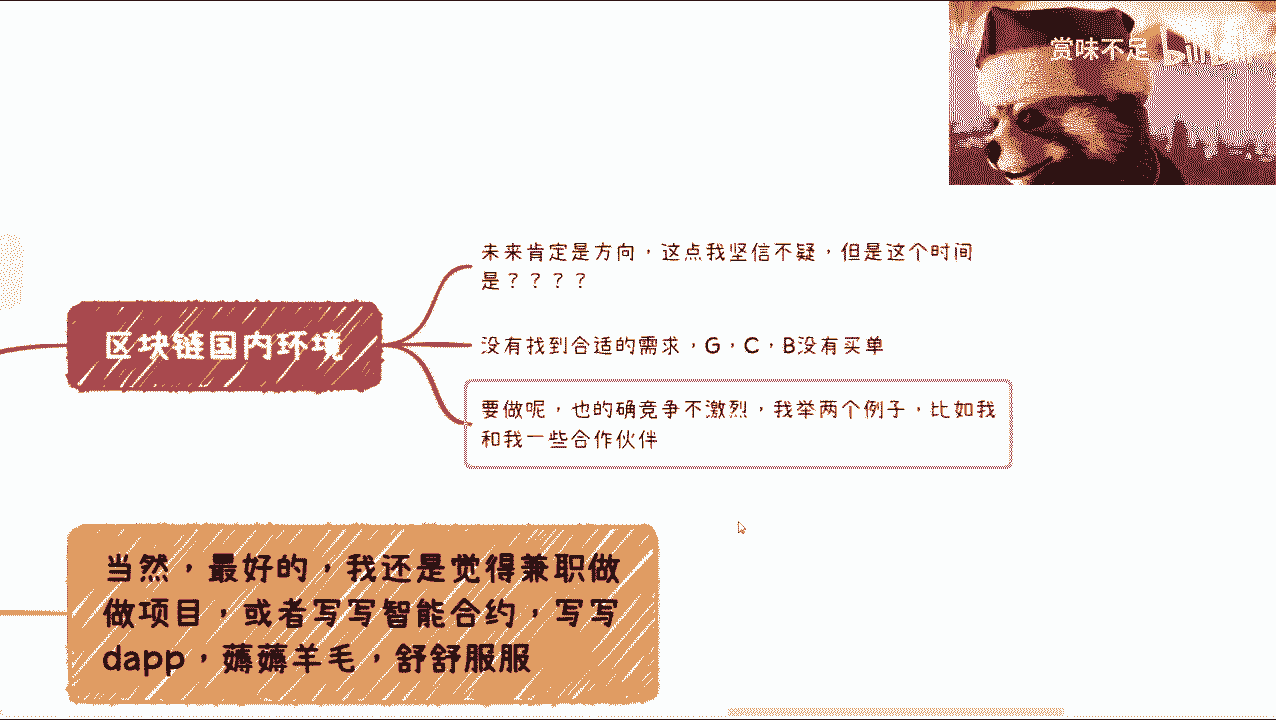 赏味不足
未来肯定是方向，这点我坚信不疑，但是这个时间
是？？？？
区块链国内环境
没有找到合适的需求，G，C，B没有买单
要做呢，也的确竞争不激烈，我举两个例子，比如我
和我一些合作伙伴
当然，最好的，我还是觉得兼职做
做项目，或者写写智能合约，写写
dapp，薅薅羊毛，舒舒服服